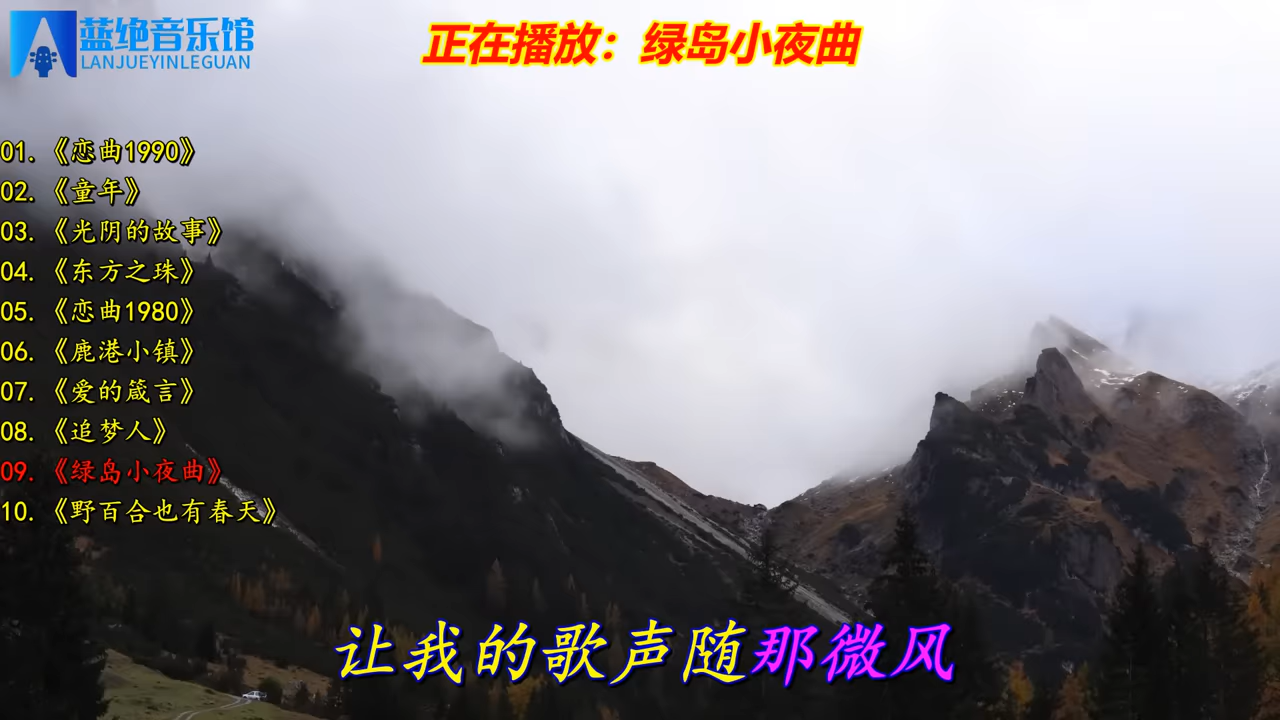 蓝绝音乐馆
LANJUEYINLEGUAN
正在播放：绿岛小夜曲
01.《恋曲1990》
02.《童年》
03.《光阴的故事》
04.《东方之珠》
05.《恋曲1980》
06.《鹿港小镇》
07.《爱的箴言》
08.《追梦人》
09.《绿岛小夜曲》
10.《野百合也有春天》
让我的歌声随那微风